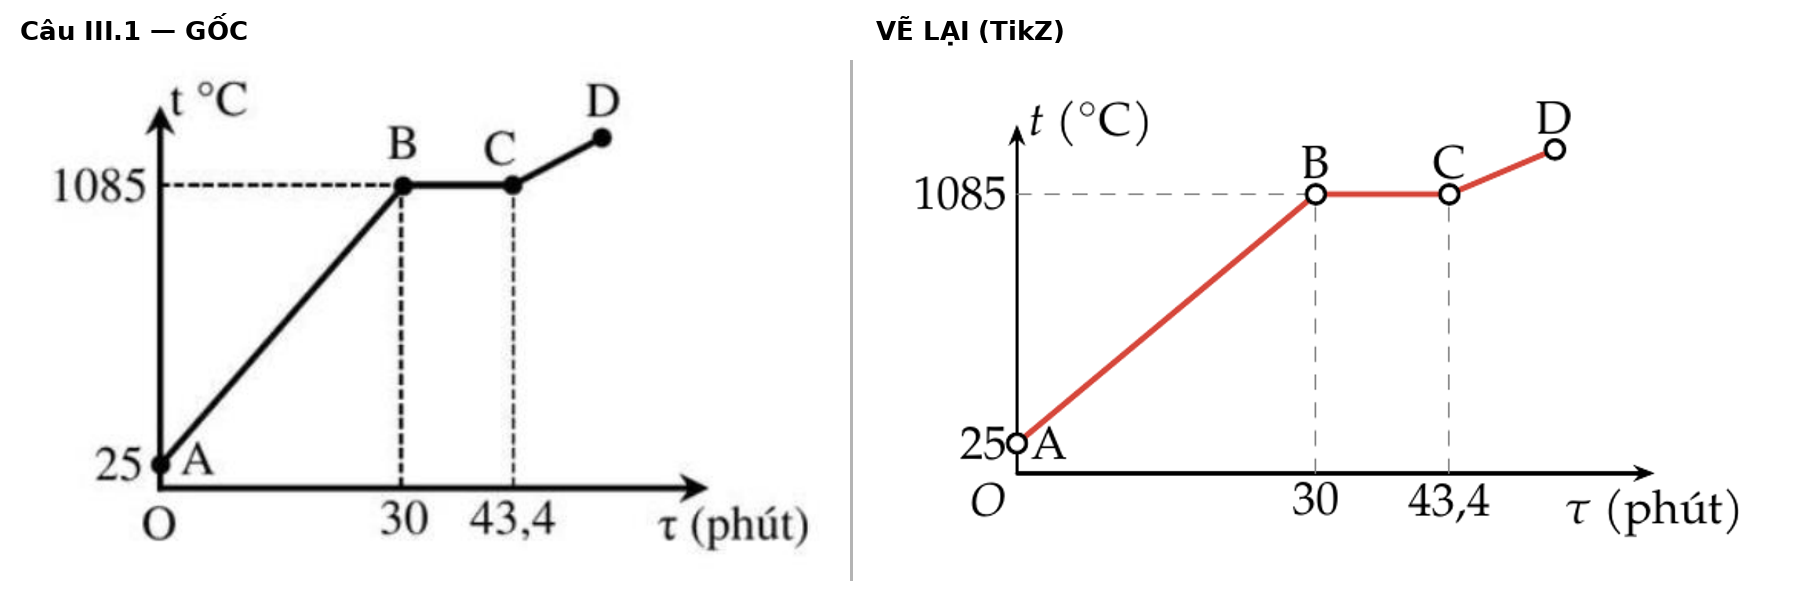 Câu III.1 — GỐC
t °C
D
B
C
1085
25
A
O
30
43,4
τ (phút)
VẼ LẠI (TikZ)
t (°C)
D
B
C
1085
25
A
O
30
43,4
τ (phút)